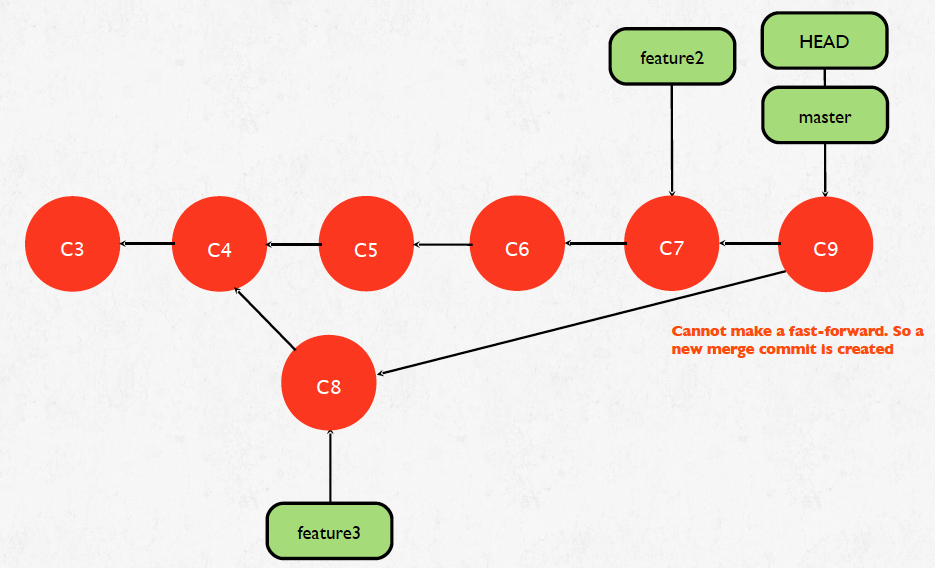 HEAD
feature2
master
C3
C4
C5
C6
C7
C9
Cannot make a fast-forward. So a
new merge commit is created
C8
feature3